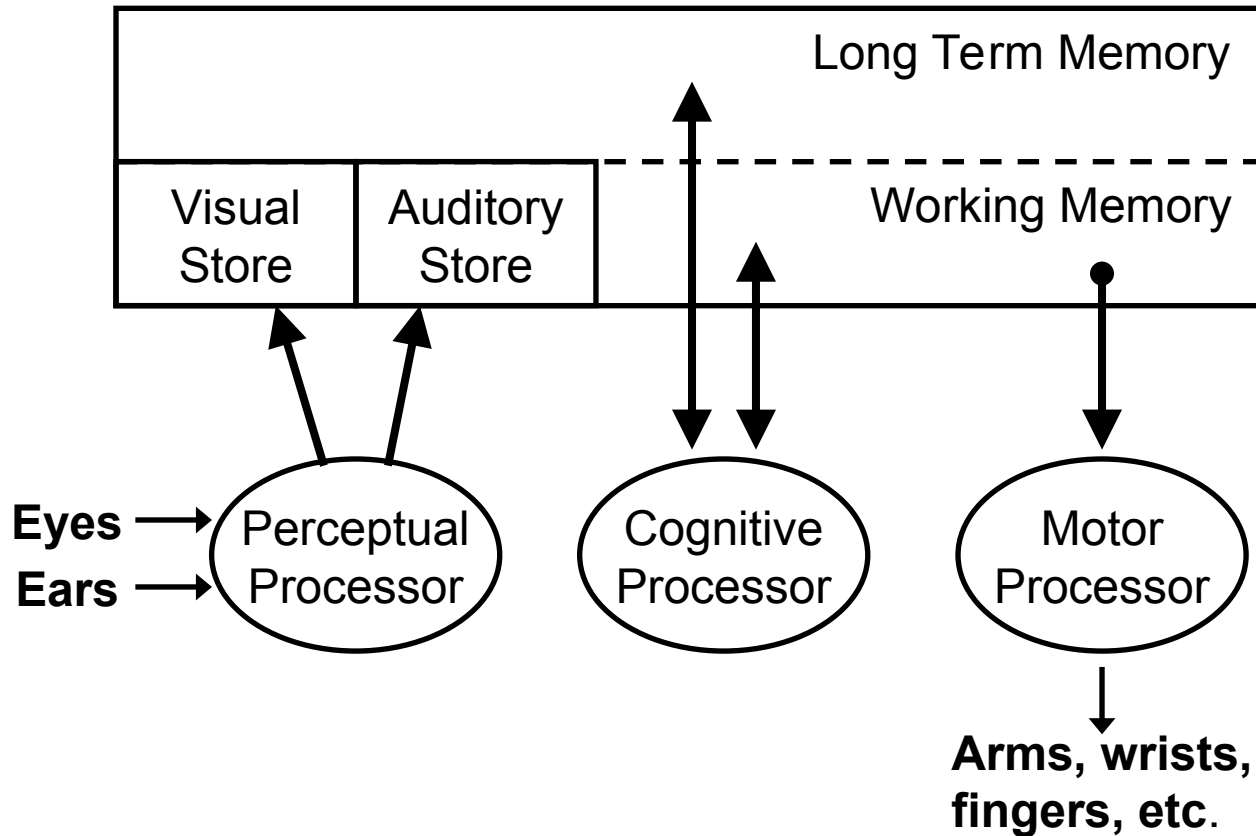 Long Term Memory
Visual
Store
Auditory
Store
Working Memory
Eyes
Ears
Perceptual
Processor
Cognitive
Processor
Motor
Processor
Arms, wrists,
fingers, etc.